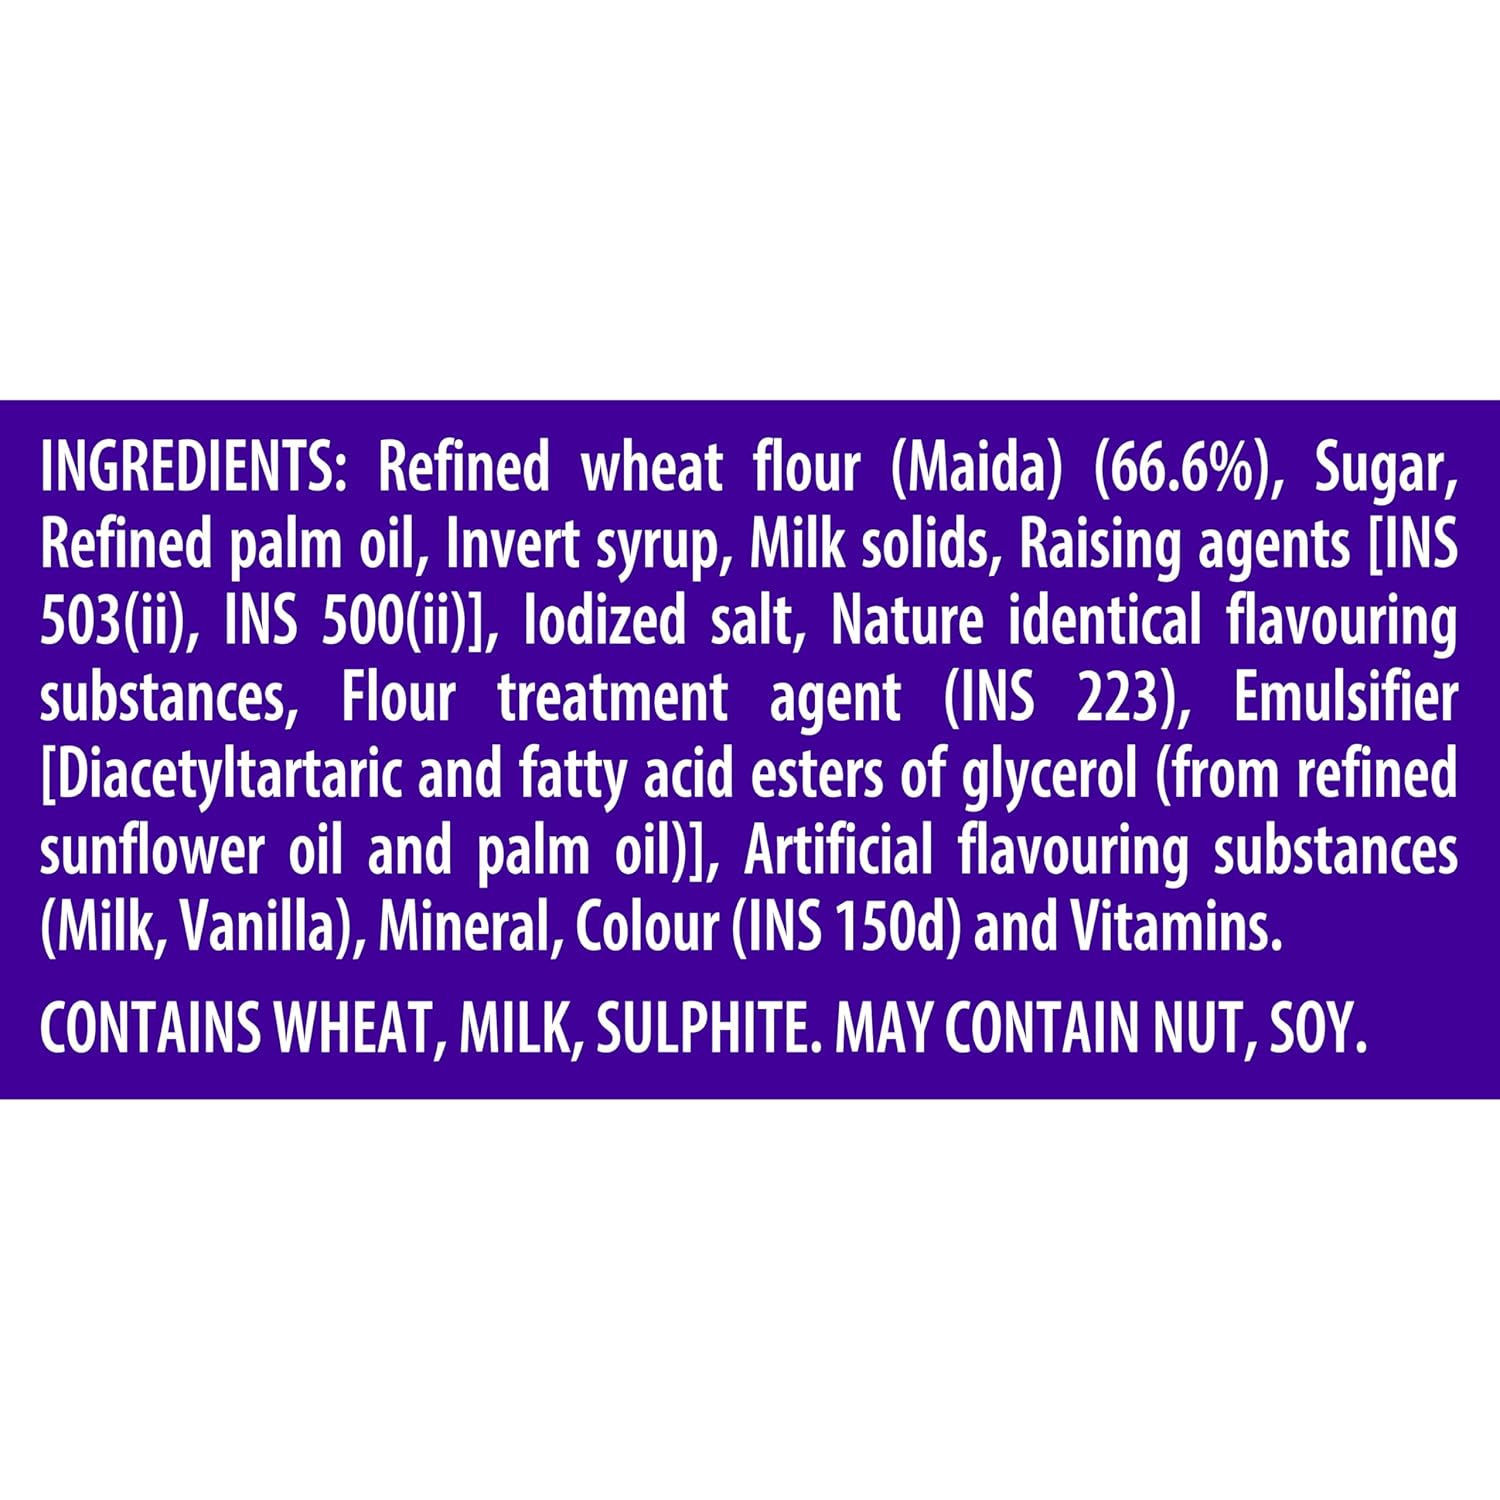 INGREDIENTS: Refined wheat flour (Maida) (66.6%), Sugar,
Refined palm oil, Invert syrup, Milk solids, Raising agents [INS
503(ii), INS 500(ii)], Iodized salt, Nature identical flavouring
substances, Flour treatment agent (INS 223), Emulsifier
[Diacetyltartaric and fatty acid esters of glycerol (from refined
sunflower oil and palm oil)], Artificial flavouring substances
(Milk, Vanilla), Mineral, Colour (INS 150d) and Vitamins.
CONTAINS WHEAT, MILK, SULPHITE. MAY CONTAIN NUT, SOY.